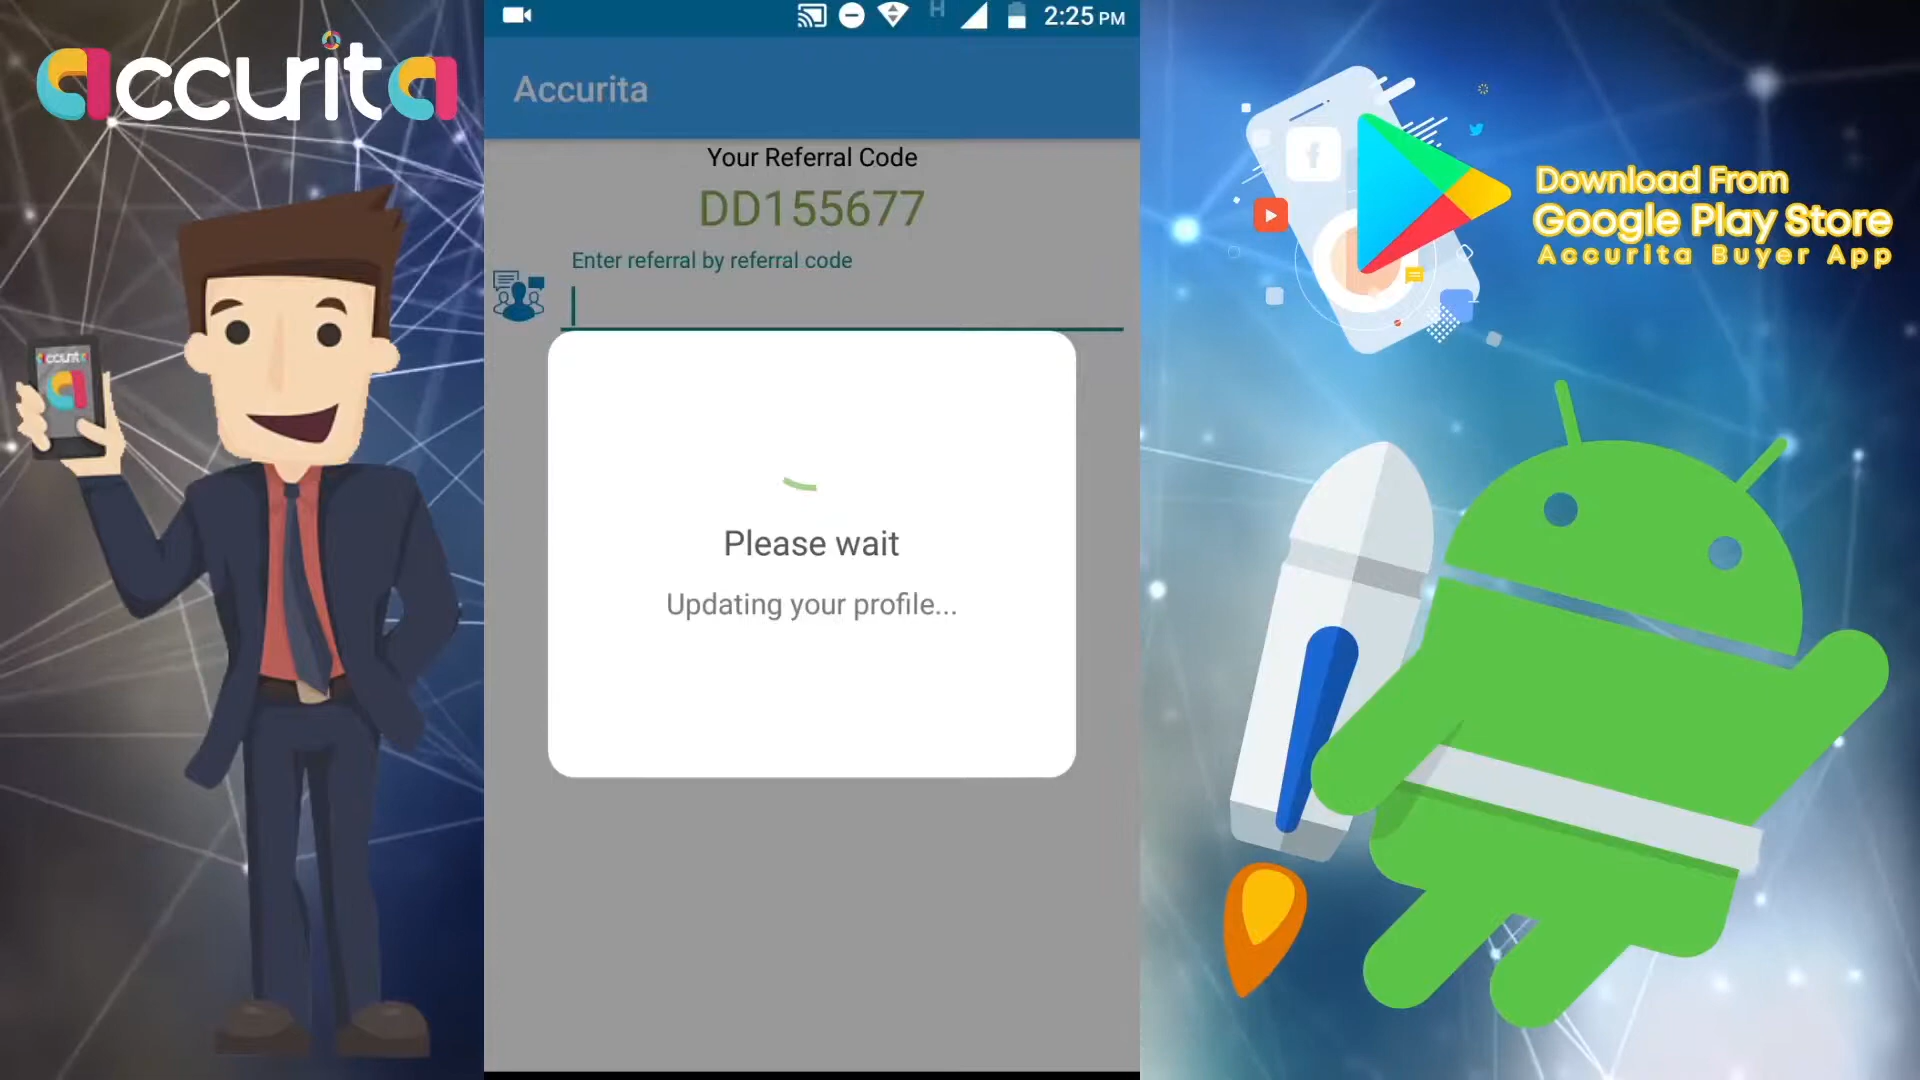 accurita
accurita
2:25 PM
H
Accurita
Your Referral Code
DD155677
Enter referral by referral code
Please wait
Updating your profile...
f
Download From
Google Play Store
Accurita Buyer App